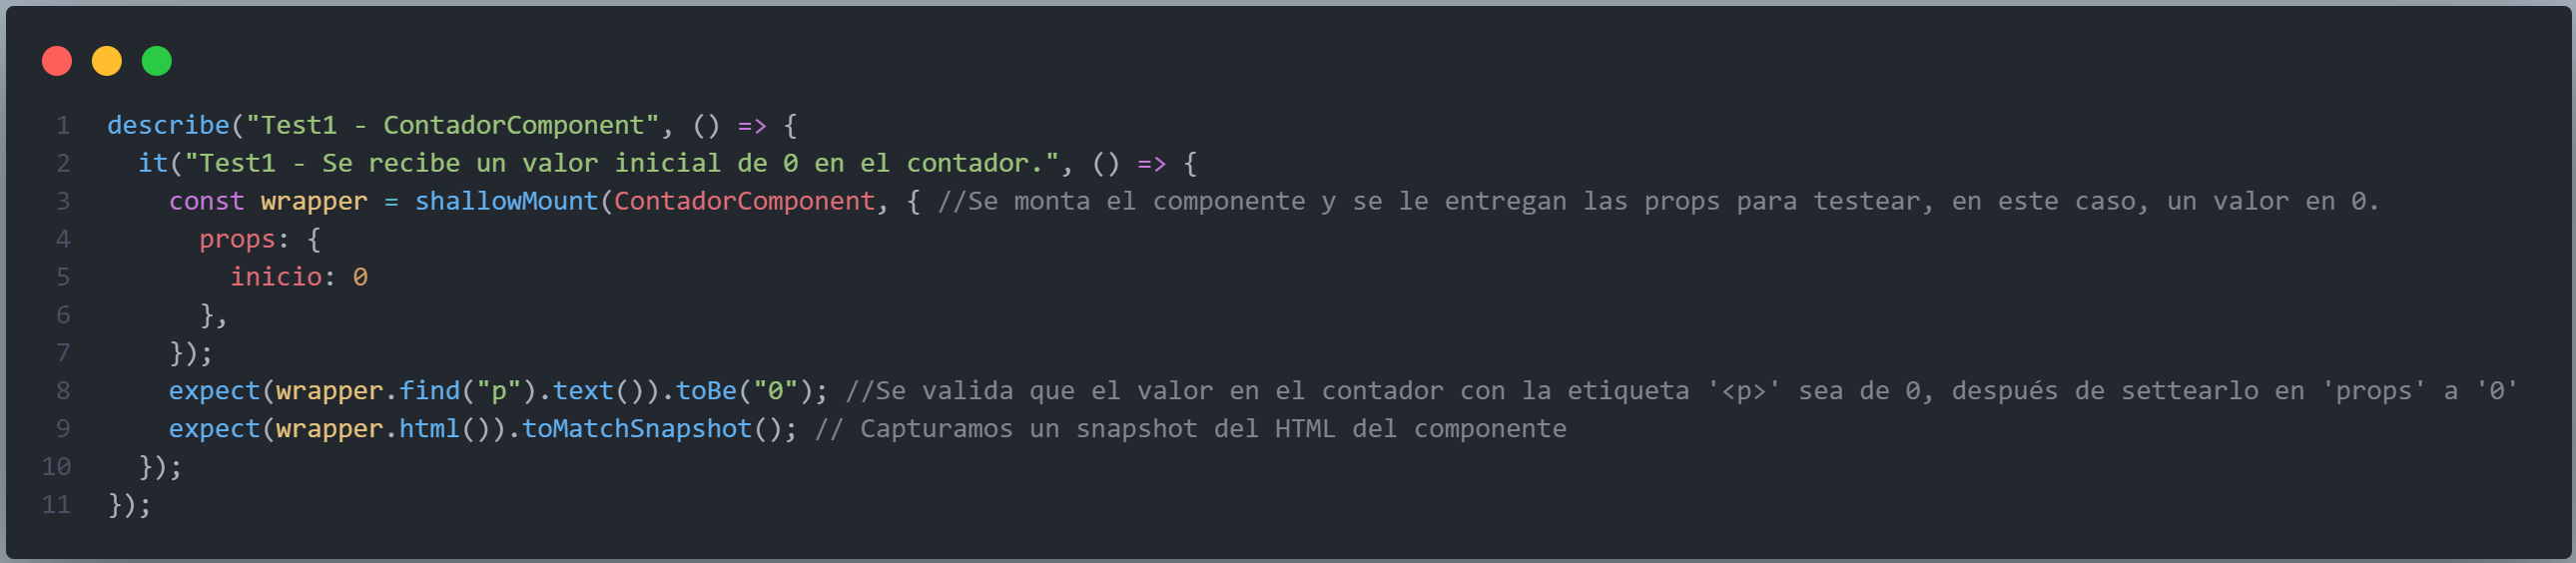 1 describe("Test1 - ContadorComponent", () => {
2 it("Test1 - Se recibe un valor inicial de 0 en el contador.", () => {
3 const wrapper = shallowMount(ContadorComponent, { //Se monta el componente y se le entregan las props para testear, en este caso, un valor en 0.
4 props: {
5 inicio: 0
6 },
7 });
8 expect(wrapper.find("p").text()).toBe("0"); //Se valida que el valor en el contador con la etiqueta '<p>' sea de 0, después de settearlo en 'props' a '0'
9 expect(wrapper.html()).toMatchSnapshot(); // Capturamos un snapshot del HTML del componente
10 });
11 });